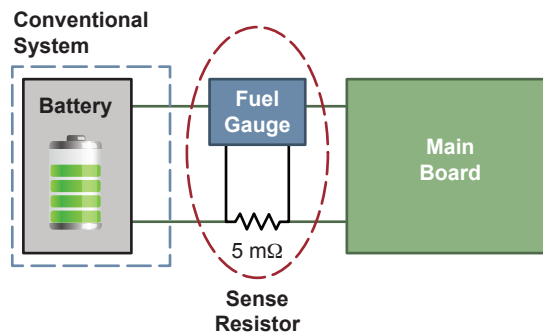 Conventional
System
Battery
Fuel
Gauge
Main
Board
5 mΩ
Sense
Resistor